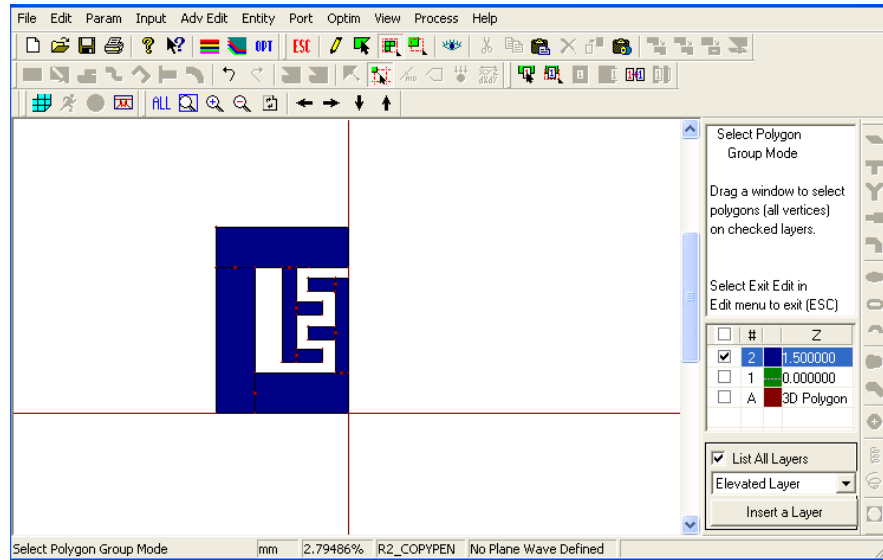 File Edit Param Input Adv Edit Entity Port Optim View Process Help
OPT ESC
ALL
Select Polygon
Group Mode
Drag a window to select
polygons (all vertices)
on checked layers.
Select Exit Edit in
Edit menu to exit (ESC)
# Z
2 1.500000
1 0.000000
A 3D Polygon
List All Layers
Elevated Layer
Insert a Layer
Select Polygon Group Mode mm 2.79486% R2_COPYPEN No Plane Wave Defined